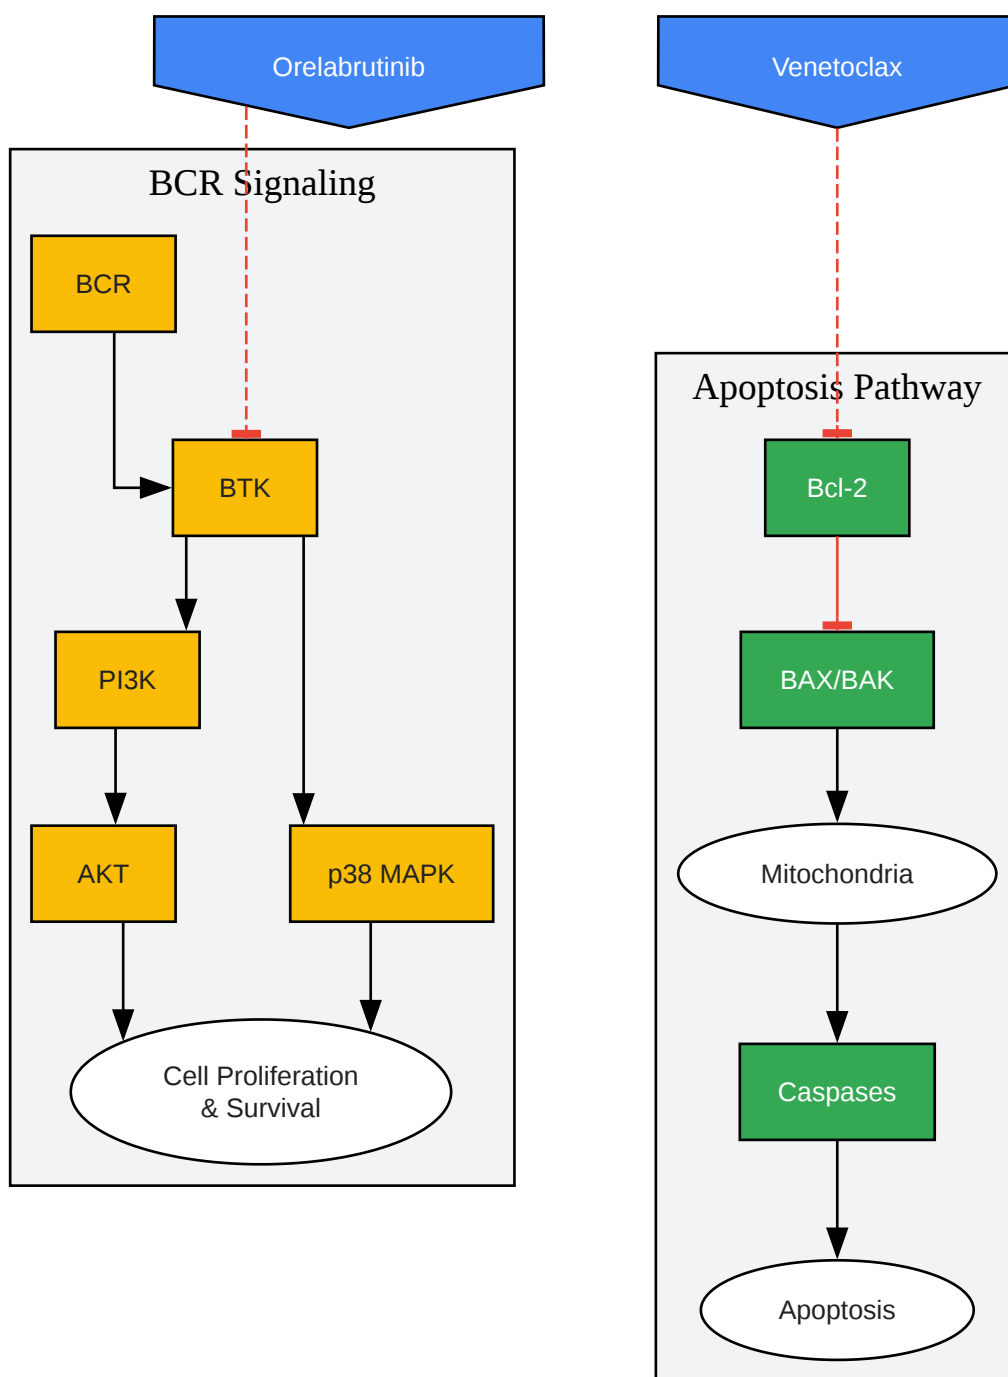 Orelabrutinib
Venetoclax
BCR Signaling
BCR
BTK
PI3K
AKT
p38 MAPK
Cell Proliferation
& Survival
Apoptosis Pathway
Bcl-2
BAX/BAK
Mitochondria
Caspases
Apoptosis